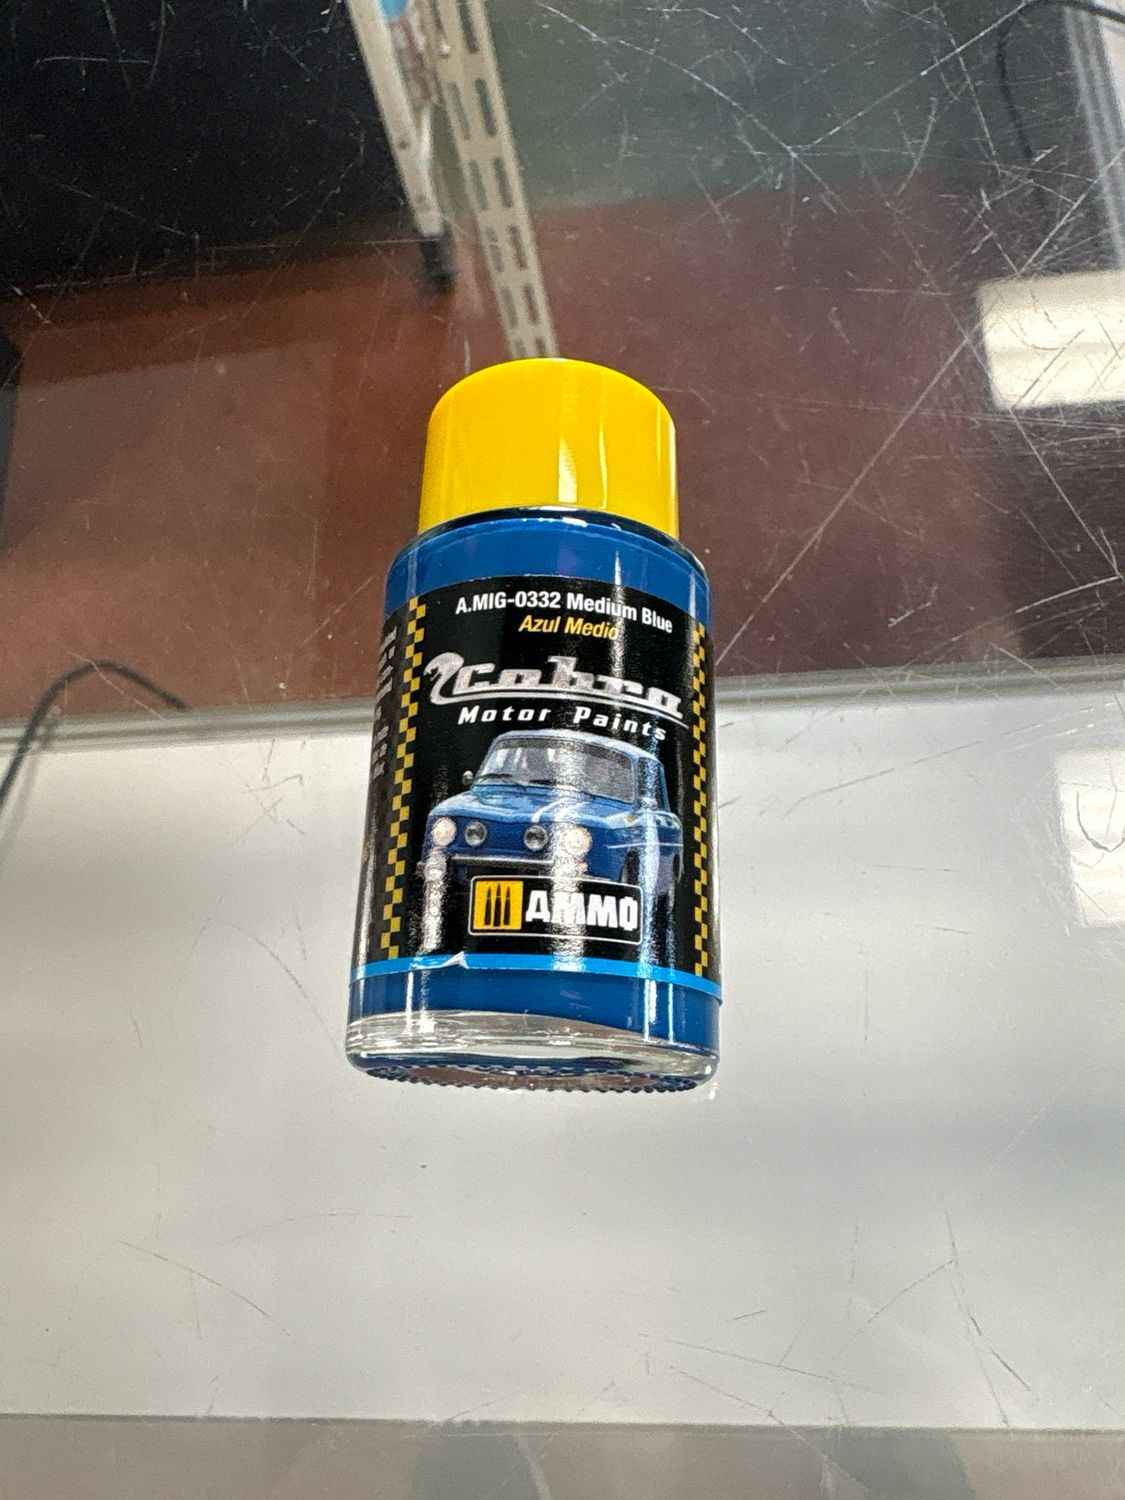 A.MIG-0332 Medium Blue
Azul Medio
Cobra
Motor Paints
AMMO